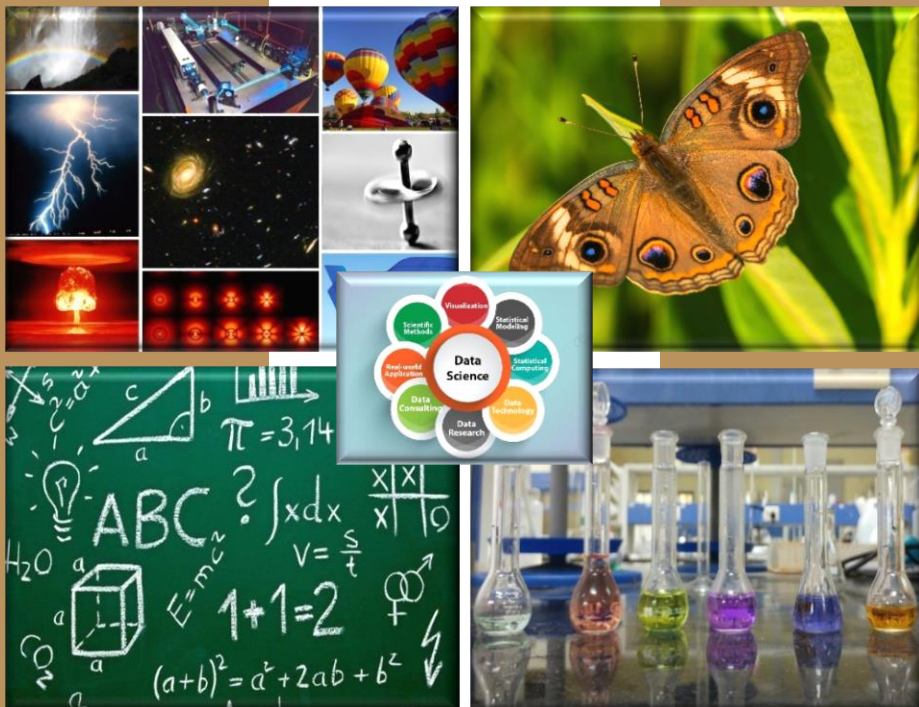 Visualization
Scientific
Methods
Statistical
Modeling
Real-world
Application
Data
Science
Statistical
Computing
Data
Consulting
Data
Technology
Data
Research
c
b
a
π = 3,14
ABC
?
∫xdx
x x
x O
v = s/t
H₂O
E=mc²
a
a
a
1+1=2
CO₂
(a+b)² = a² + 2ab + b²